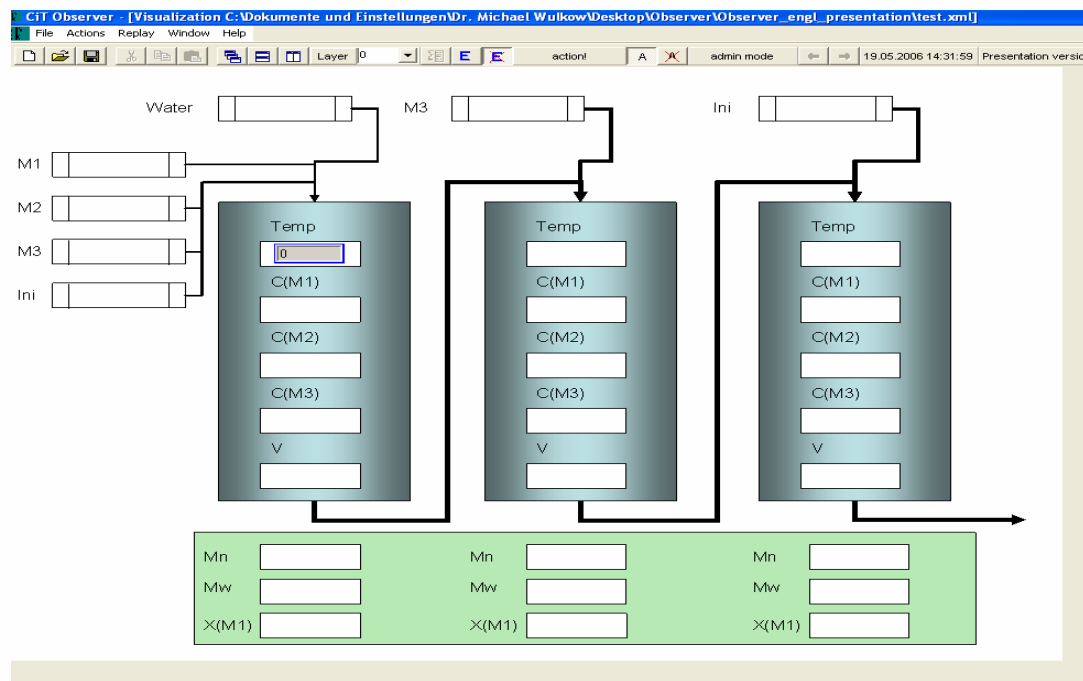 CiT Observer - [Visualization C:\Dokumente und Einstellungen\Dr. Michael Wulkow\Desktop\Observer\Observer_engl_presentation\test.xml]
File Actions Replay Window Help
Layer 0 E E action! A admin mode 19.05.2006 14:31:59 Presentation versio
Water M3 Ini
M1
M2
M3
Ini
Temp Temp Temp
0
C(M1) C(M1) C(M1)
C(M2) C(M2) C(M2)
C(M3) C(M3) C(M3)
V V V
Mn Mn Mn
Mw Mw Mw
X(M1) X(M1) X(M1)